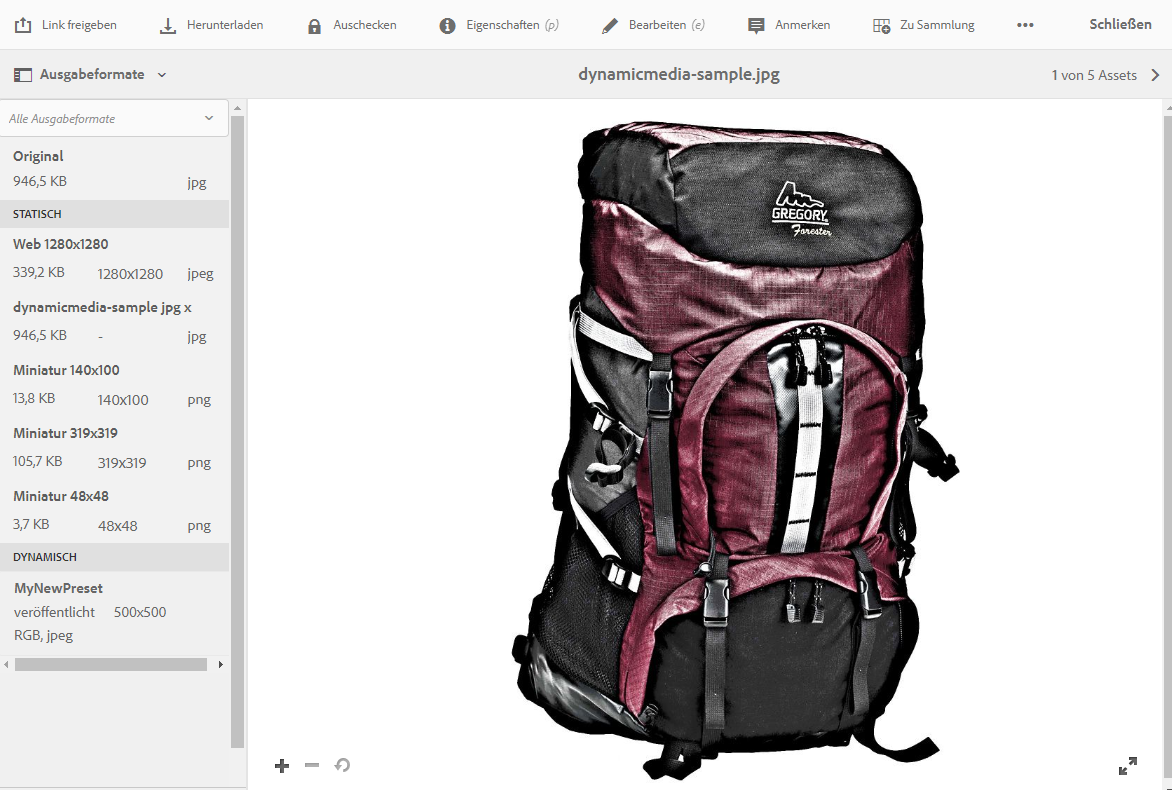 Link freigeben Herunterladen Auschecken Eigenschaften (p) Bearbeiten (e) Anmerken Zu Sammlung ••• Schließen
Ausgabeformate dynamicmedia-sample.jpg 1 von 5 Assets
Alle Ausgabeformate
Original
946,5 KB jpg
STATISCH
Web 1280x1280
339,2 KB 1280x1280 jpeg
dynamicmedia-sample jpg x
946,5 KB - jpg
Miniatur 140x100
13,8 KB 140x100 png
Miniatur 319x319
105,7 KB 319x319 png
Miniatur 48x48
3,7 KB 48x48 png
DYNAMISCH
MyNewPreset
veröffentlicht 500x500
RGB, jpeg
GREGORY
Forester